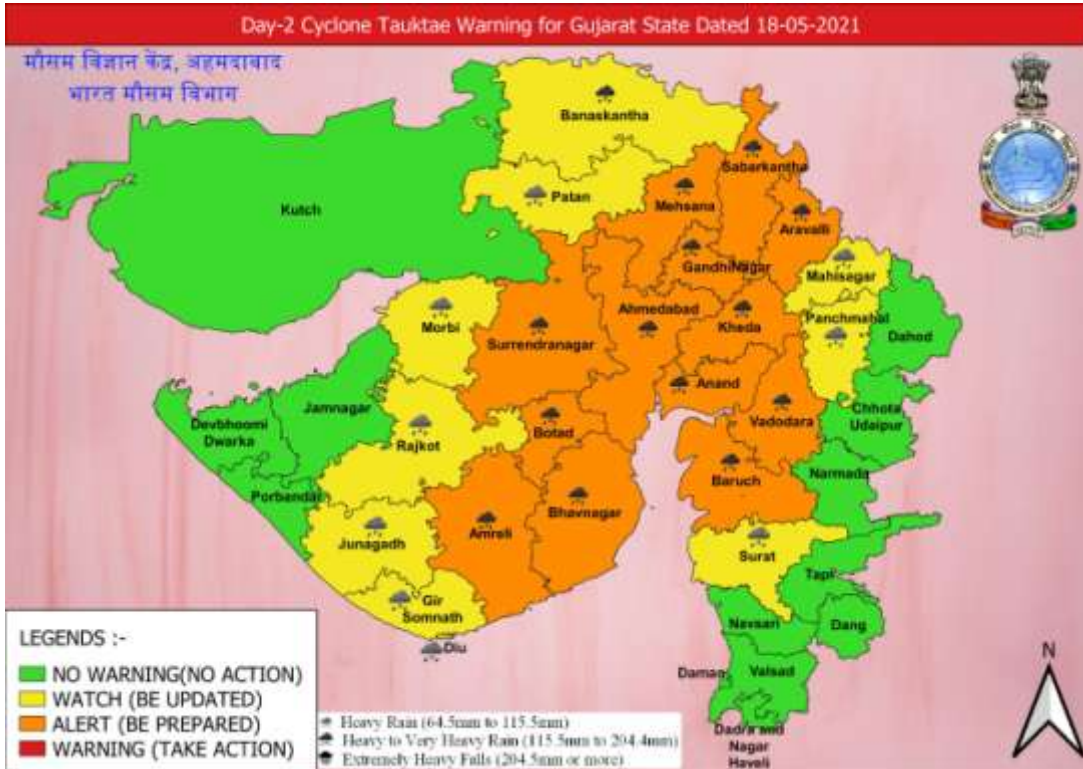 Day-2 Cyclone Tauktae Warning for Gujarat State Dated 18-05-2021
मौसम विज्ञान केंद्र, अहमदाबाद
भारत मौसम विभाग
Banaskantha
Sabarkantha
Patan
Mehsana
Kutch
Aravalli
GandhiNagar
Mahisagar
Ahmedabad
Panchmahal
Morbi
Kheda
Dahod
Surrendranagar
Anand
Jamnagar
Chhota
Udaipur
Devbhoomi
Dwarka
Vadodara
Botad
Rajkot
Narmada
Baruch
Porbandar
Bhavnagar
Amreli
Junagadh
Surat
Tapi
Gir
Somnath
Navsari
Dang
Diu
Daman
Valsad
Dadra and
Nagar
Haveli
N
LEGENDS :-
NO WARNING(NO ACTION)
WATCH (BE UPDATED)
ALERT (BE PREPARED)
WARNING (TAKE ACTION)
Heavy Rain (64.5mm to 115.5mm)
Heavy to Very Heavy Rain (115.5mm to 204.4mm)
Extremely Heavy Falls (204.5mm or more)